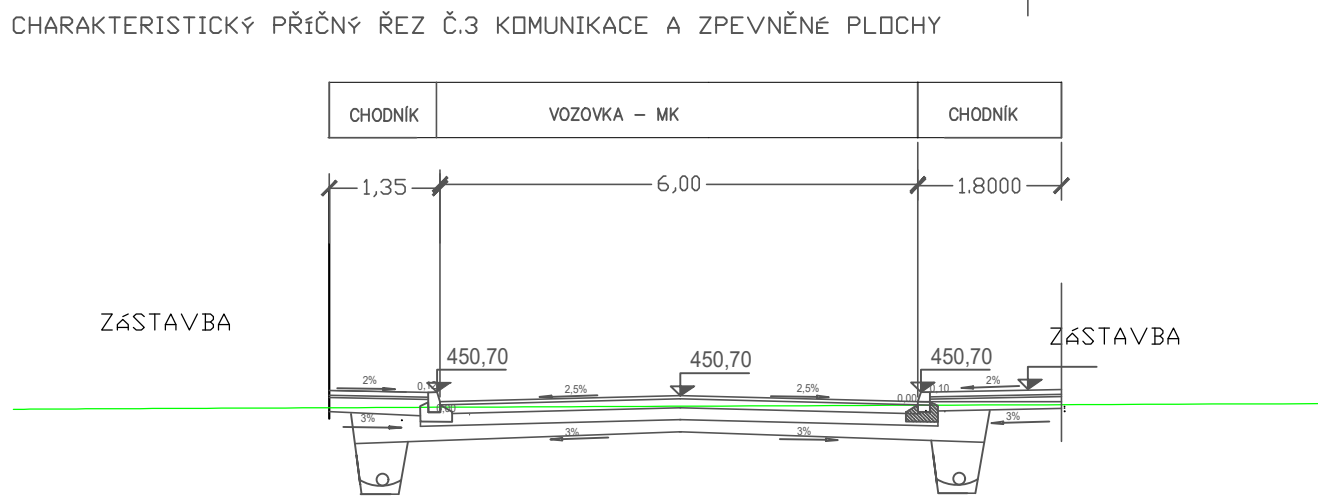 CHARAKTERISTICKÝ PŘÍČNÝ ŘEZ Č.3 KOMUNIKACE A ZPEVNĚNÉ PLOCHY
CHODNÍK VOZOVKA – MK CHODNÍK
1,35 6,00 1.8000
ZÁSTAVBA
ZÁSTAVBA
450,70 450,70 450,70
2% 2,5% 2,5% 0.10 2%
0.00
3% 3%
3% 3%